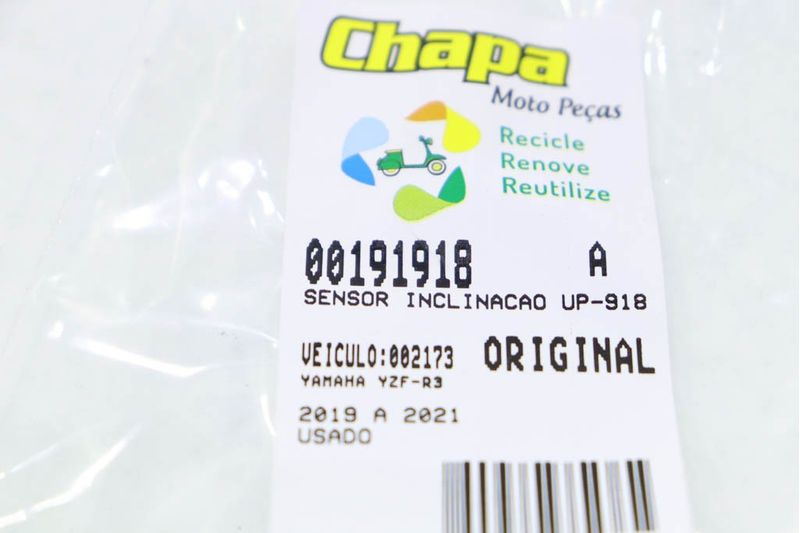 Chapa
Moto Peças
Recicle
Renove
Reutilize
00191918 A
SENSOR INCLINACAO UP-918
VEICULO:002173 ORIGINAL
YAMAHA YZF-R3
2019 A 2021
USADO